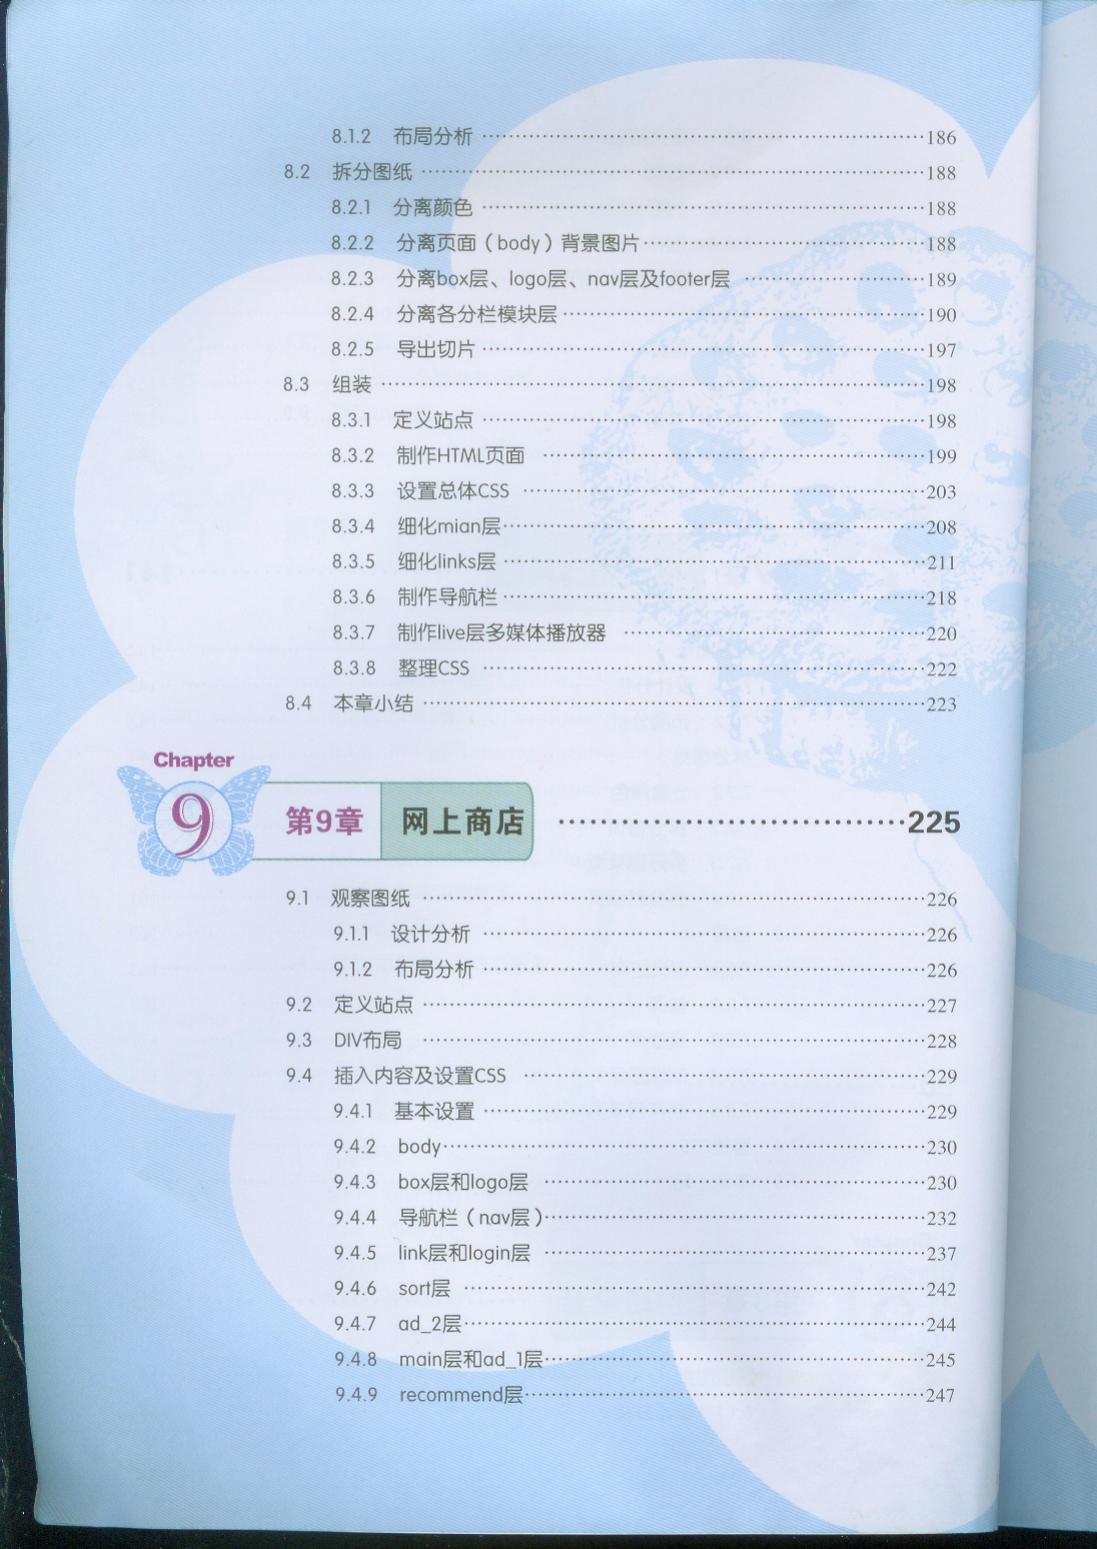 8.1.2 布局分析 ……186
8.2 拆分图纸 ……188
8.2.1 分离颜色 ……188
8.2.2 分离页面（body）背景图片……188
8.2.3 分离box层、logo层、nav层及footer层 ……189
8.2.4 分离各分栏模块层……190
8.2.5 导出切片……197
8.3 组装 ……198
8.3.1 定义站点 ……198
8.3.2 制作HTML页面 ……199
8.3.3 设置总体CSS ……203
8.3.4 细化mian层……208
8.3.5 细化links层 ……211
8.3.6 制作导航栏……218
8.3.7 制作live层多媒体播放器 ……220
8.3.8 整理CSS ……222
8.4 本章小结 ……223
Chapter
9 第9章 网上商店 ……225
9.1 观察图纸 ……226
9.1.1 设计分析 ……226
9.1.2 布局分析 ……226
9.2 定义站点 ……227
9.3 DIV布局 ……228
9.4 插入内容及设置CSS ……229
9.4.1 基本设置 ……229
9.4.2 body……230
9.4.3 box层和logo层 ……230
9.4.4 导航栏（nav层）……232
9.4.5 link层和login层 ……237
9.4.6 sort层 ……242
9.4.7 ad_2层……244
9.4.8 main层和ad_1层……245
9.4.9 recommend层……247